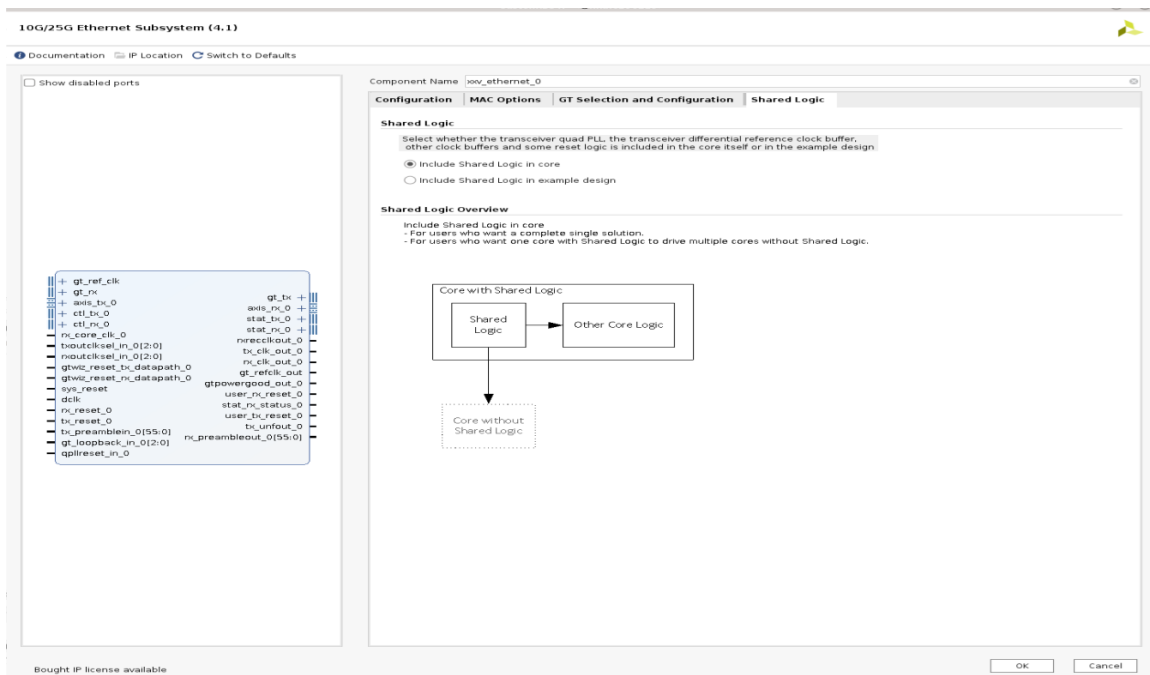 10G/25G Ethernet Subsystem (4.1)
Documentation IP Location Switch to Defaults
Show disabled ports
Component Name xxv_ethernet_0
Configuration MAC Options GT Selection and Configuration Shared Logic
Shared Logic
Select whether the transceiver quad PLL, the transceiver differential reference clock buffer,
other clock buffers and some reset logic is included in the core itself or in the example design
Include Shared Logic in core
Include Shared Logic in example design
Shared Logic Overview
Include Shared Logic in core
- For users who want a complete single solution.
- For users who want one core with Shared Logic to drive multiple cores without Shared Logic.
Core with Shared Logic
Shared
Logic
Other Core Logic
Core without
Shared Logic
gt_ref_clk
gt_rx
axis_tx_0
ctl_tx_0
ctl_rx_0
rx_core_clk_0
txoutclksel_in_0[2:0]
rxoutclksel_in_0[2:0]
gtwiz_reset_tx_datapath_0
gtwiz_reset_rx_datapath_0
sys_reset
dclk
rx_reset_0
tx_reset_0
tx_preamblein_0[55:0]
gt_loopback_in_0[2:0]
qpllreset_in_0
gt_tx
axis_rx_0
stat_tx_0
stat_rx_0
rxrecclkout_0
tx_clk_out_0
rx_clk_out_0
gt_refclk_out
gtpowergood_out_0
user_rx_reset_0
stat_rx_status_0
user_tx_reset_0
tx_unfout_0
rx_preambleout_0[55:0]
Bought IP license available
OK Cancel